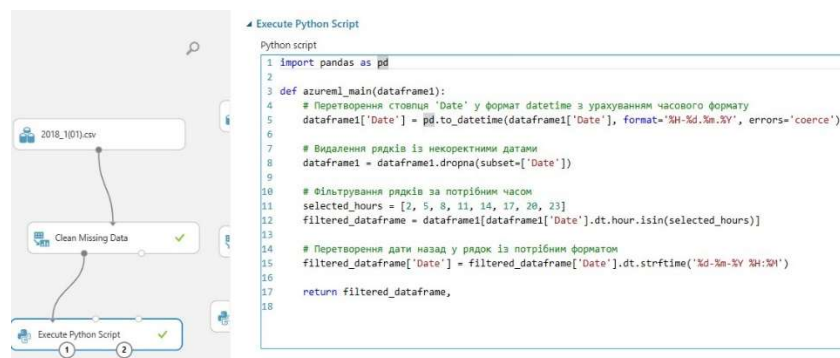 2018_1(01).csv
Clean Missing Data
Execute Python Script
1
2
Execute Python Script
Python script
1 import pandas as pd
2
3 def azureml_main(dataframe1):
4 # Перетворення стовпця 'Date' у формат datetime з урахуванням часового формату
5 dataframe1['Date'] = pd.to_datetime(dataframe1['Date'], format='%H-%d.%m.%Y', errors='coerce')
6
7 # Видалення рядків із некоректними датами
8 dataframe1 = dataframe1.dropna(subset=['Date'])
9
10 # Фільтрування рядків за потрібним часом
11 selected_hours = [2, 5, 8, 11, 14, 17, 20, 23]
12 filtered_dataframe = dataframe1[dataframe1['Date'].dt.hour.isin(selected_hours)]
13
14 # Перетворення дати назад у рядок із потрібним форматом
15 filtered_dataframe['Date'] = filtered_dataframe['Date'].dt.strftime('%d-%m-%Y %H:%M')
16
17 return filtered_dataframe,
18